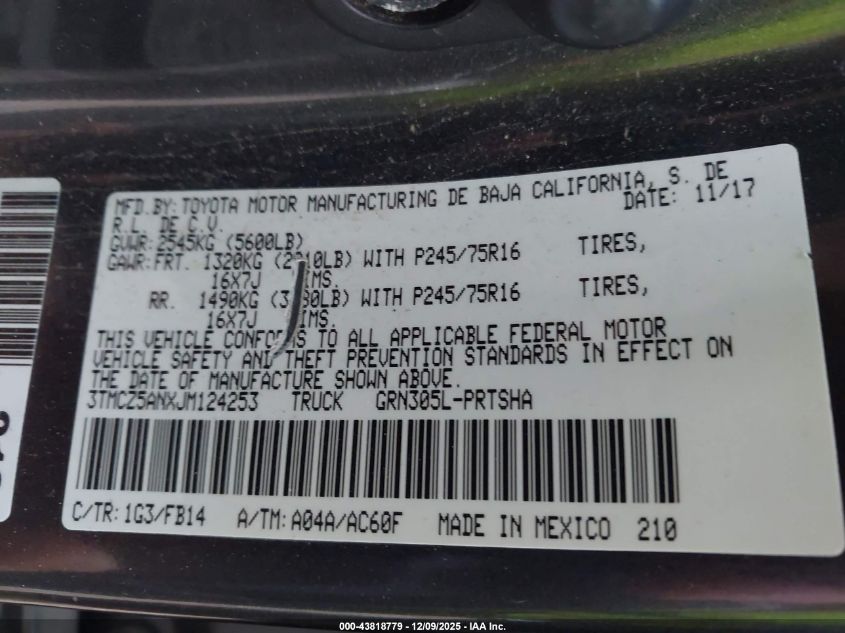 MFD.BY: TOYOTA MOTOR MANUFACTURING DE BAJA CALIFORNIA, S. DE
R.L. DE C.V. DATE: 11/17
GVWR: 2545KG (5600LB)
GAWR: FRT. 1320KG WITH P245/75R16 TIRES,
16X7J
RR. 1490KG WITH P245/75R16 TIRES,
16X7J
THIS VEHICLE CONFORMS TO ALL APPLICABLE FEDERAL MOTOR
VEHICLE SAFETY AND THEFT PREVENTION STANDARDS IN EFFECT ON
THE DATE OF MANUFACTURE SHOWN ABOVE.
3TMCZ5ANXJM124253 TRUCK GRN305L-PRTSHA
C/TR: 1G3/FB14 A/TM: A04A/AC60F MADE IN MEXICO 210
000-43818779 - 12/09/2025 - IAA Inc.